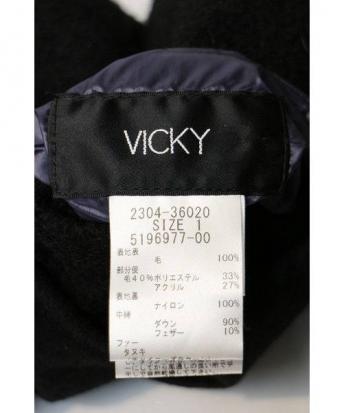 VICKY
2304-36020
SIZE 1
5196977-00
表地表
毛 100%
部分使
毛40% ポリエステル 33%
アクリル 27%
表地裏
ナイロン 100%
中綿
ダウン 90%
フェザー 10%
ファー
タヌキ